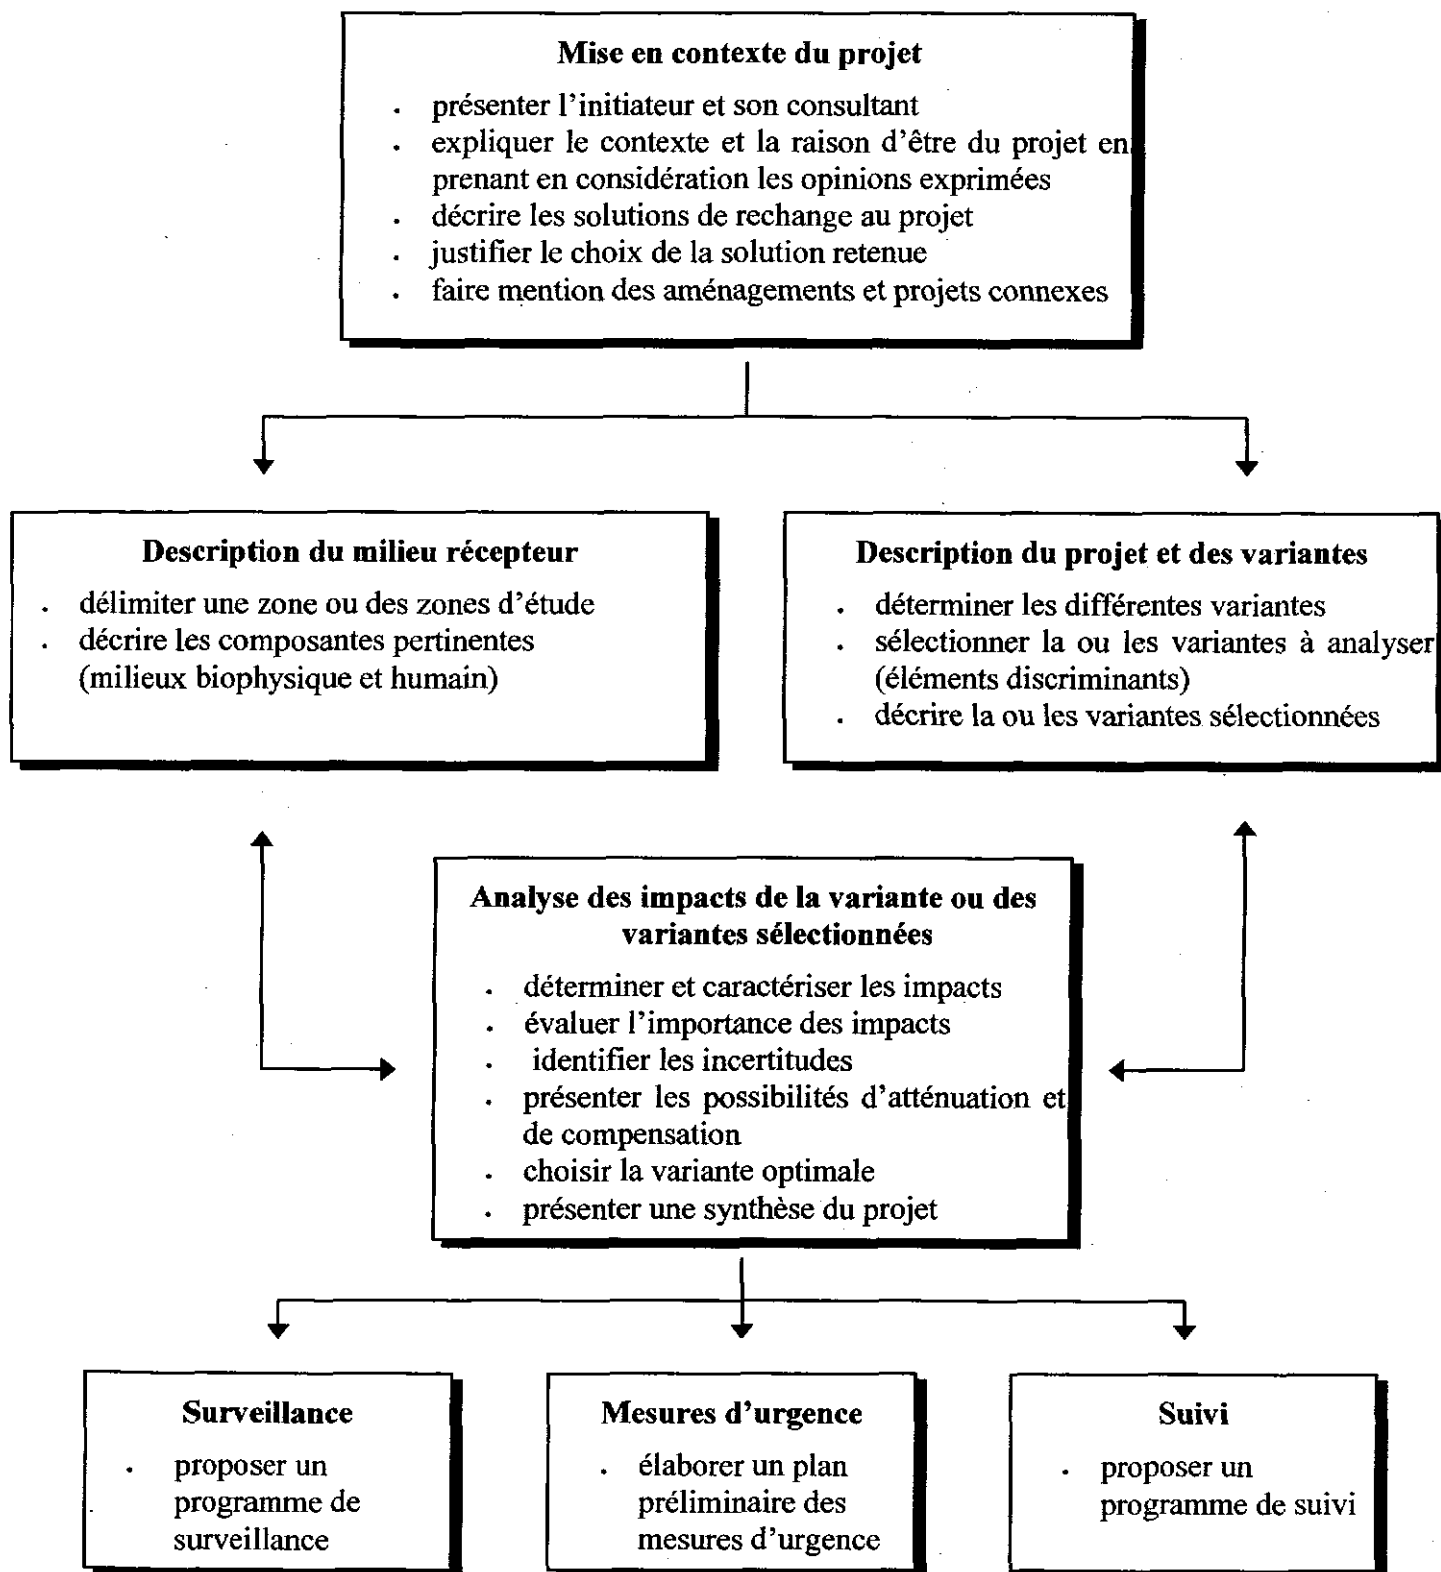 Mise en contexte du projet
. présenter l'initiateur et son consultant
. expliquer le contexte et la raison d'être du projet en
prenant en considération les opinions exprimées
. décrire les solutions de rechange au projet
. justifier le choix de la solution retenue
. faire mention des aménagements et projets connexes
Description du milieu récepteur
. délimiter une zone ou des zones d'étude
. décrire les composantes pertinentes
(milieux biophysique et humain)
Description du projet et des variantes
. déterminer les différentes variantes
. sélectionner la ou les variantes à analyser
(éléments discriminants)
. décrire la ou les variantes sélectionnées
Analyse des impacts de la variante ou des
variantes sélectionnées
. déterminer et caractériser les impacts
. évaluer l'importance des impacts
. identifier les incertitudes
. présenter les possibilités d'atténuation et
de compensation
. choisir la variante optimale
. présenter une synthèse du projet
Surveillance
. proposer un
programme de
surveillance
Mesures d'urgence
. élaborer un plan
préliminaire des
mesures d'urgence
Suivi
. proposer un
programme de suivi